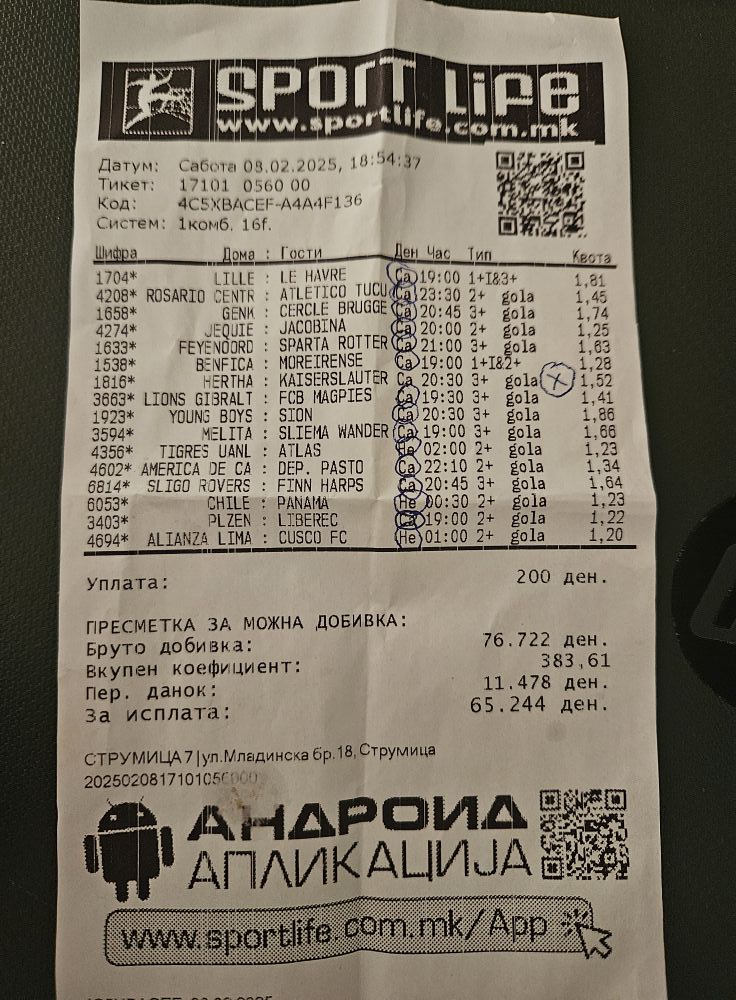 SPORT LIFE
www.sportlife.com.mk
Датум: Сабота 08.02.2025, 18:54:37
Тикет: 17101 0560 00
Код: 4C5XBACEF-A4A4F136
Систем: 1комб. 16f.
Шифра Дома : Гости Ден Час Тип Квота
1704* LILLE : LE HAVRE Са 19:00 1+I&3+ 1,81
4208* ROSARIO CENTR : ATLETICO TUCU Са 23:30 2+ gola 1,45
1658* GENK : CERCLE BRUGGE Са 20:45 3+ gola 1,74
4274* JEQUIE : JACOBINA Са 20:00 2+ gola 1,25
1633* FEYENOORD : SPARTA ROTTER Са 21:00 3+ gola 1,63
1538* BENFICA : MOREIRENSE Са 19:00 1+I&2+ 1,28
1816* HERTHA : KAISERSLAUTER Са 20:30 3+ gola X 1,52
3663* LIONS GIBRALT : FCB MAGPIES Са 19:30 3+ gola 1,41
1923* YOUNG BOYS : SION Са 20:30 3+ gola 1,86
3594* MELITA : SLIEMA WANDER Са 19:00 3+ gola 1,66
4356* TIGRES UANL : ATLAS Не 02:00 2+ gola 1,23
4602* AMERICA DE CA : DEP. PASTO Са 22:10 2+ gola 1,34
6814* SLIGO ROVERS : FINN HARPS Са 20:45 3+ gola 1,64
6053* CHILE : PANAMA Не 00:30 2+ gola 1,23
3403* PLZEN : LIBEREC Са 19:00 2+ gola 1,22
4694* ALIANZA LIMA : CUSCO FC Не 01:00 2+ gola 1,20
Уплата: 200 ден.
ПРЕСМЕТКА ЗА МОЖНА ДОБИВКА:
Бруто добивка: 76.722 ден.
Вкупен коефициент: 383,61
Пер. данок: 11.478 ден.
За исплата: 65.244 ден.
СТРУМИЦА 7|ул.Младинска бр.18, Струмица
2025020817101056000
АНДРОИД
АПЛИКАЦИЈА
www.sportlife.com.mk/App